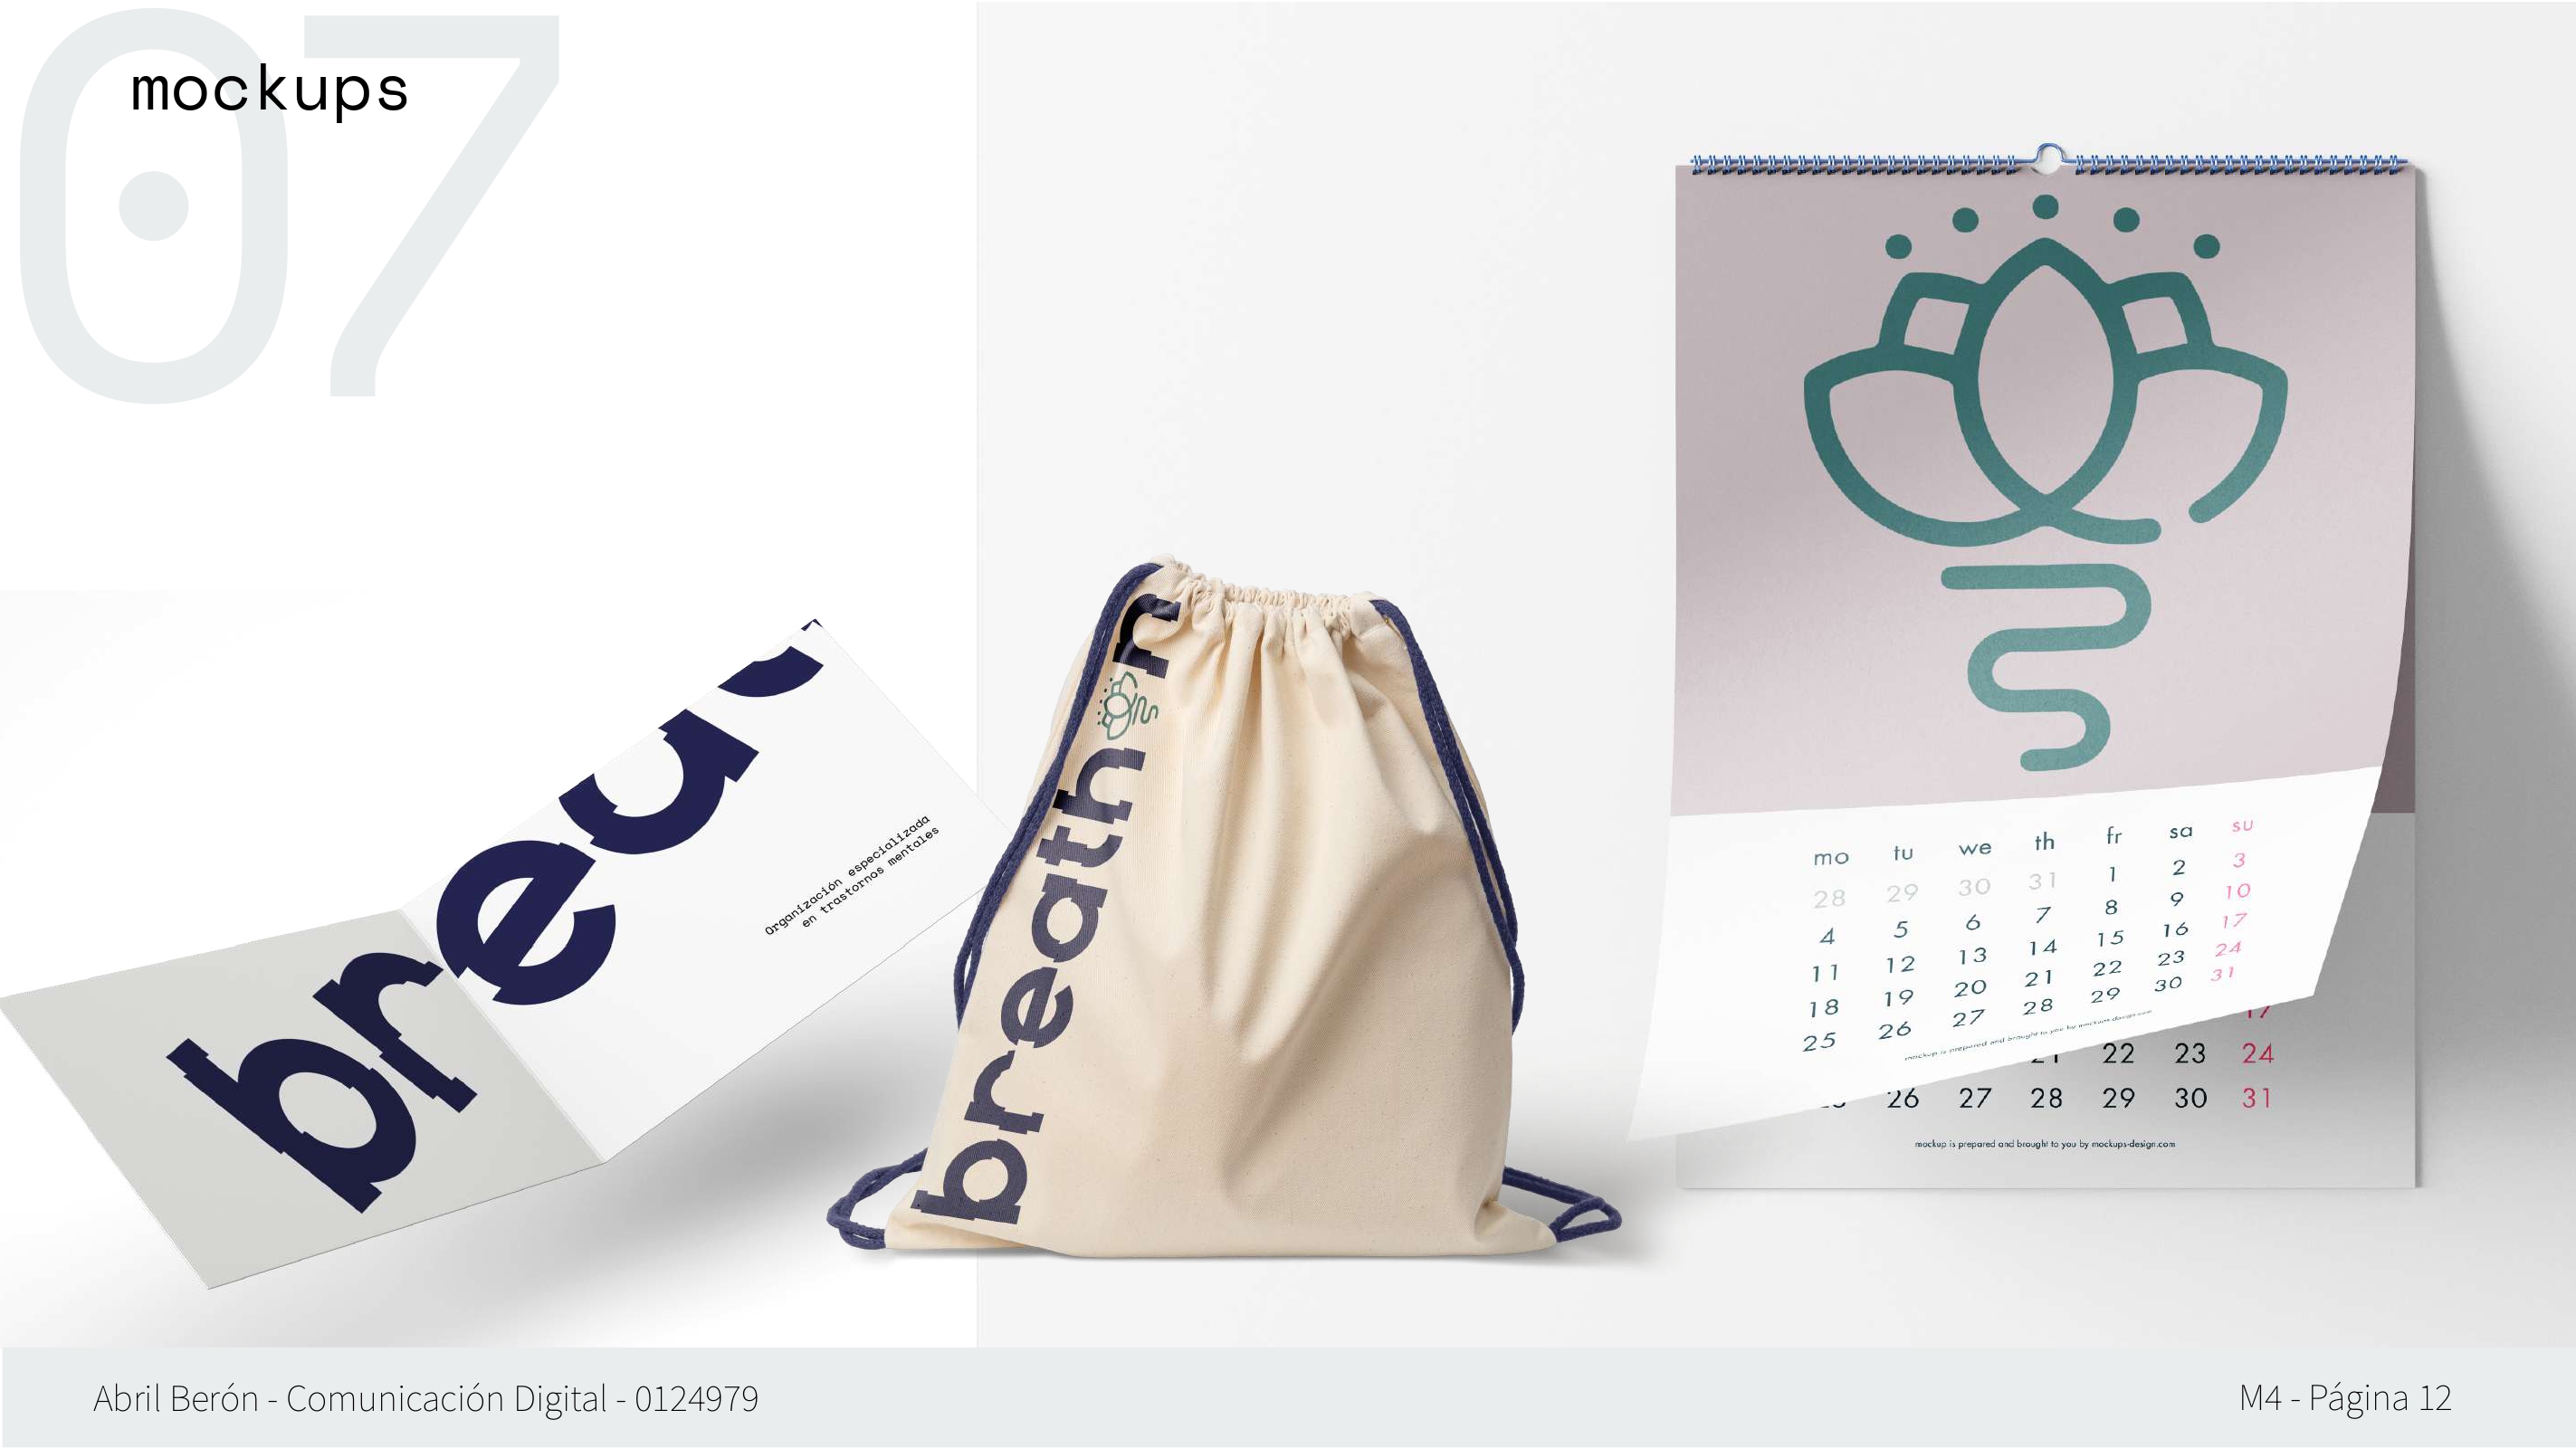 07
mockups
brea
Organización especializada
en trastornos mentales
breath n
mo tu we th fr sa su
28 29 30 31 1 2 3
4 5 6 7 8 9 10
11 12 13 14 15 16 17
18 19 20 21 22 23 24
25 26 27 28 29 30 31
mockup is prepared and brought to you by mockups-design.com
17
21 22 23 24
26 27 28 29 30 31
mockup is prepared and brought to you by mockups-design.com
Abril Berón - Comunicación Digital - 0124979
M4 - Página 12